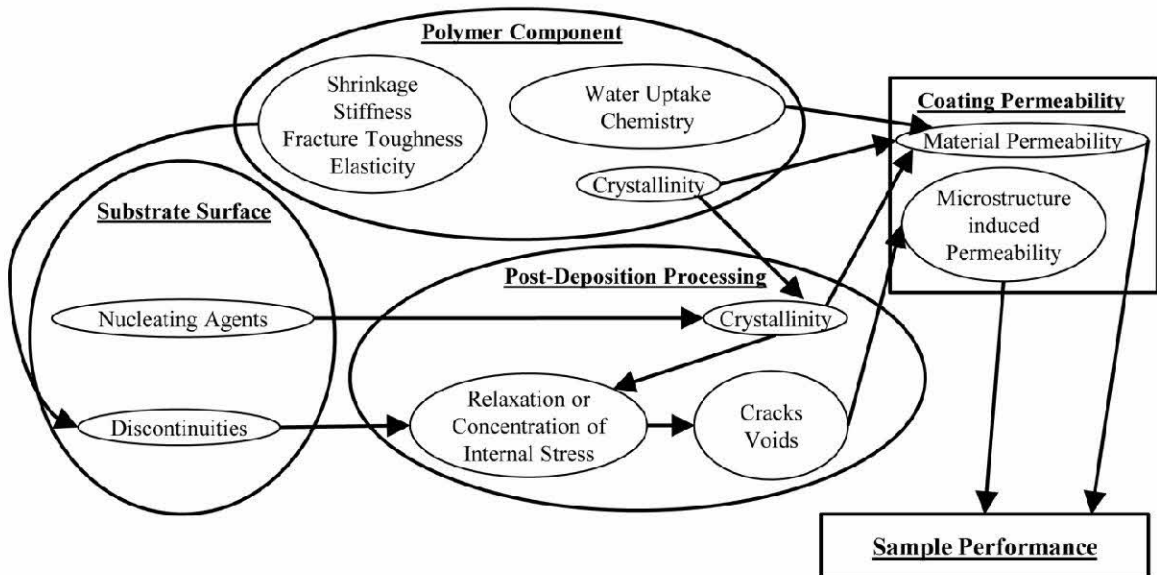 Polymer Component
Shrinkage
Stiffness
Fracture Toughness
Elasticity
Water Uptake
Chemistry
Crystallinity
Coating Permeability
Material Permeability
Microstructure
induced
Permeability
Substrate Surface
Nucleating Agents
Discontinuities
Post-Deposition Processing
Crystallinity
Relaxation or
Concentration of
Internal Stress
Cracks
Voids
Sample Performance